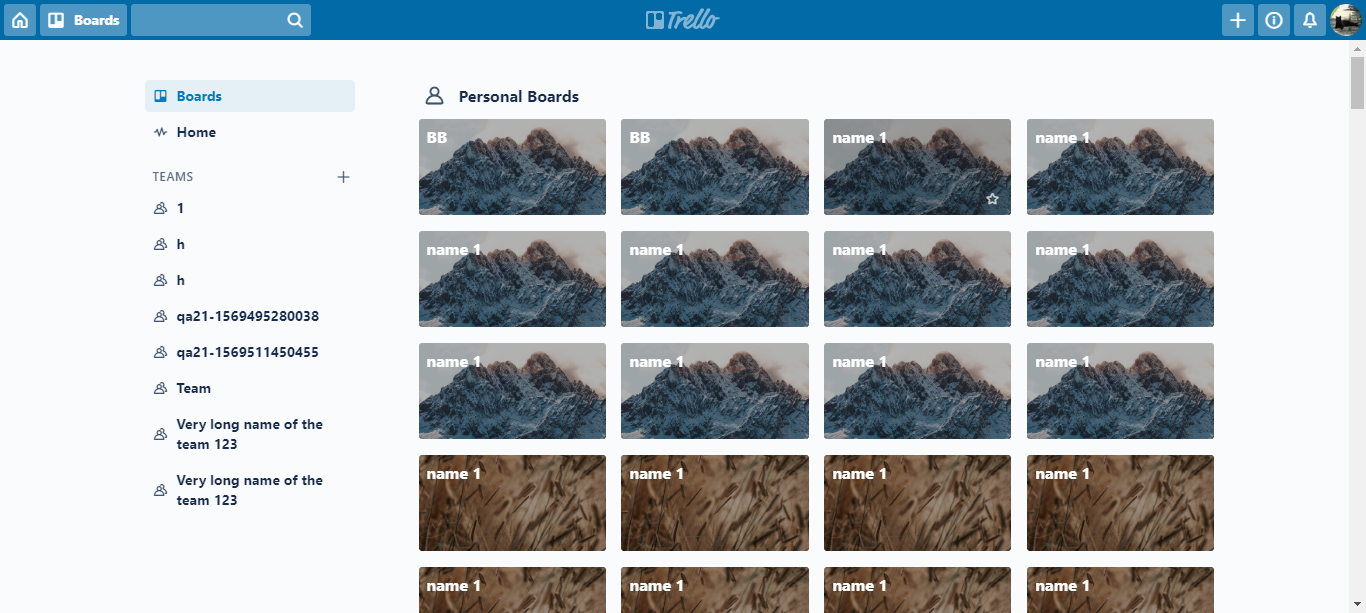 Boards
Trello
Boards
Home
TEAMS
1
h
h
qa21-1569495280038
qa21-1569511450455
Team
Very long name of the
team 123
Very long name of the
team 123
Personal Boards
BB BB name 1 name 1
name 1 name 1 name 1 name 1
name 1 name 1 name 1 name 1
name 1 name 1 name 1 name 1
name 1 name 1 name 1 name 1